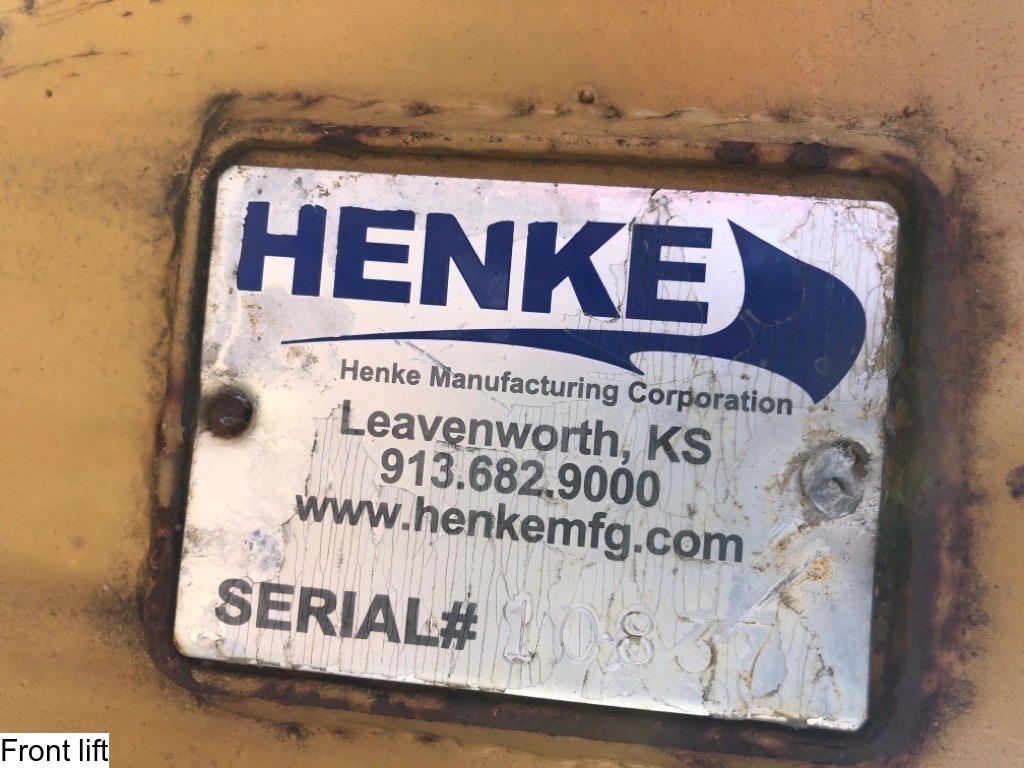 HENKE
Henke Manufacturing Corporation
Leavenworth, KS
913.682.9000
www.henkemfg.com
SERIAL#
Front lift